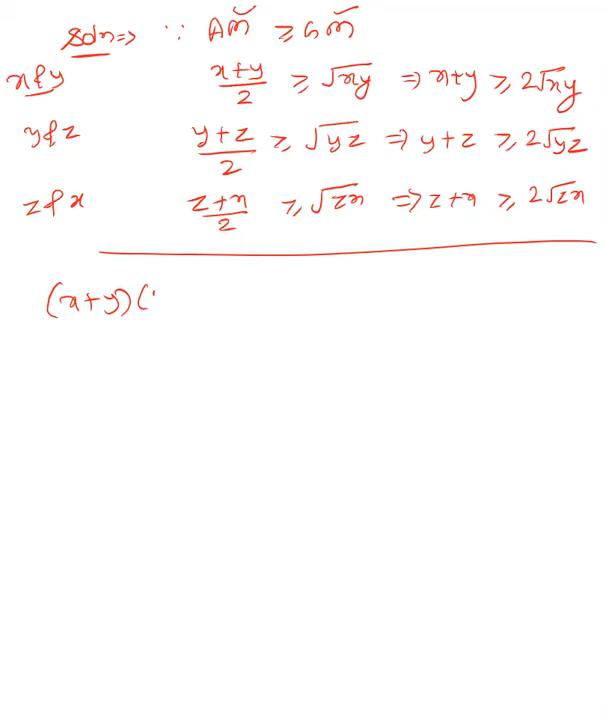 Soln => ∵ AM ≥ GM
x & y x+y/2 ≥ √xy => x+y ≥ 2√xy
y & z y+z/2 ≥ √yz => y+z ≥ 2√yz
z & x z+x/2 ≥ √zx => z+x ≥ 2√zx
(x+y)(